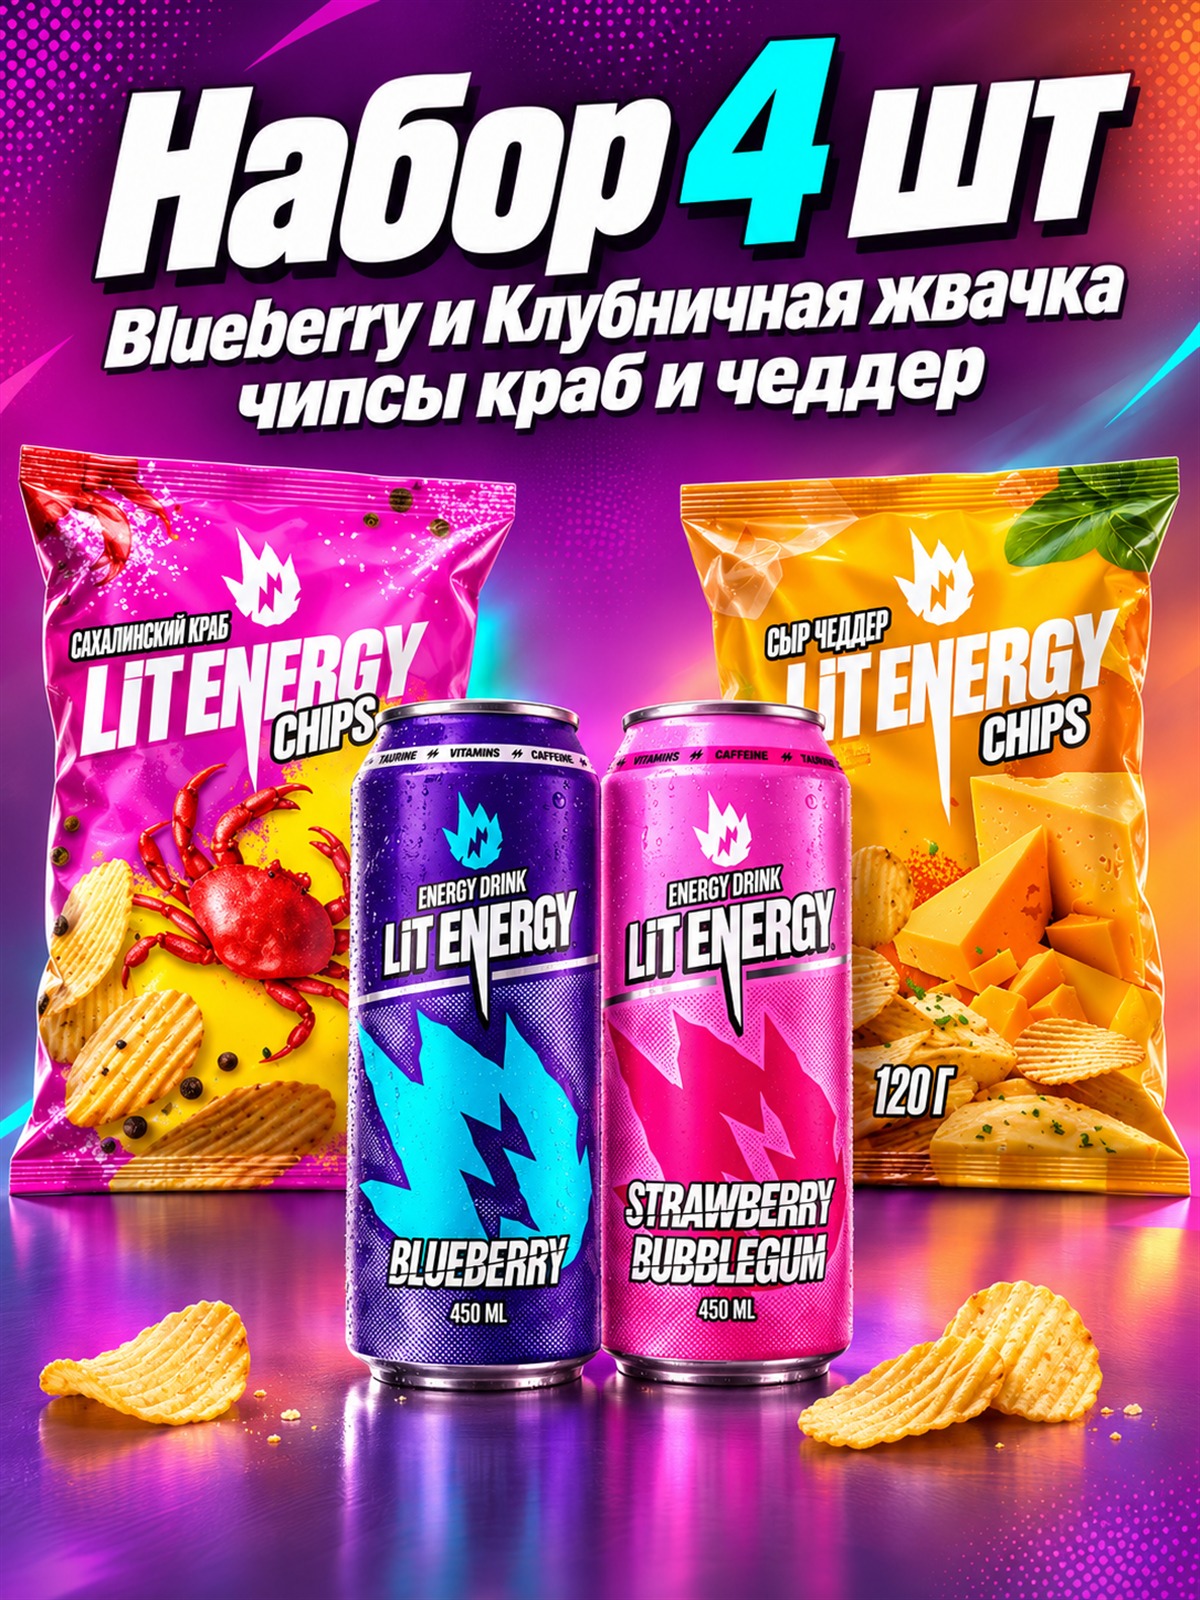 Набор 4 шт
Blueberry и Клубничная жвачка
чипсы краб и чеддер
САХАЛИНСКИЙ КРАБ
LIT ENERGY
CHIPS
СЫР ЧЕДДЕР
LIT ENERGY
CHIPS
120 Г
TAURINE VITAMINS CAFFEINE
ENERGY DRINK
LIT ENERGY
BLUEBERRY
450 ML
VITAMINS CAFFEINE TAURINE
ENERGY DRINK
LIT ENERGY
STRAWBERRY
BUBBLEGUM
450 ML